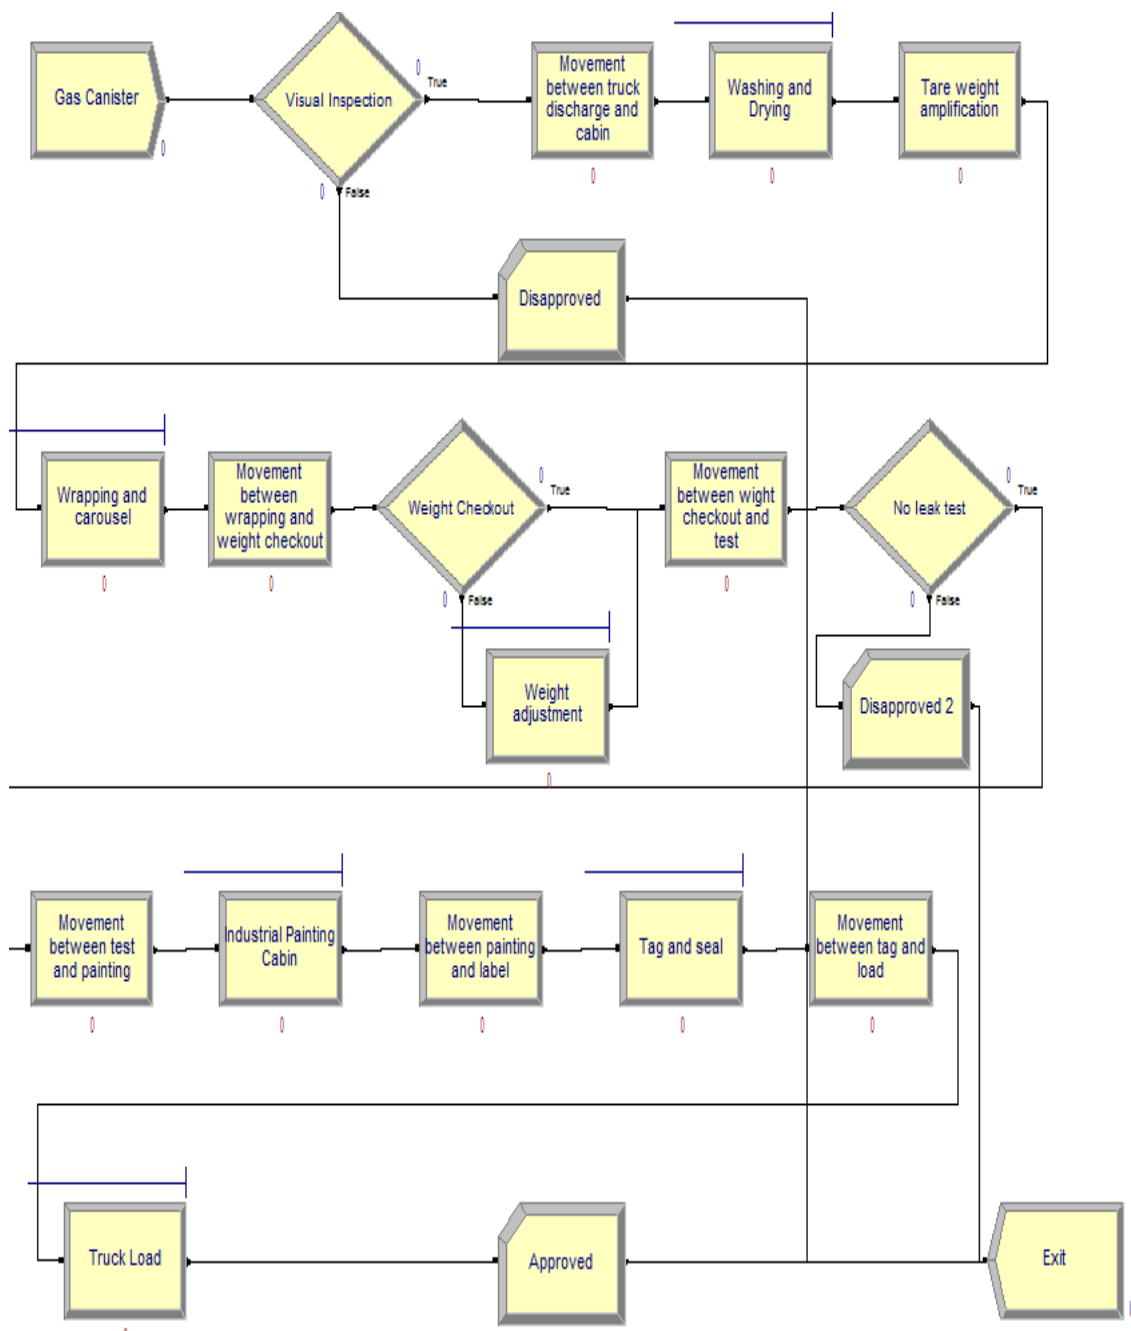 Gas Canister
0
Visual Inspection
0
True
0
False
Movement
between truck
discharge and
cabin
0
Washing and
Drying
0
Tare weight
amplification
0
Disapproved
Wrapping and
carousel
0
Movement
between
wrapping and
weight checkout
0
Weight Checkout
0
True
0
False
Weight
adjustment
0
Movement
between wight
checkout and
test
0
No leak test
0
True
0
False
Disapproved 2
Movement
between test
and painting
0
Industrial Painting
Cabin
0
Movement
between painting
and label
0
Tag and seal
0
Movement
between tag and
load
0
Truck Load
Approved
Exit